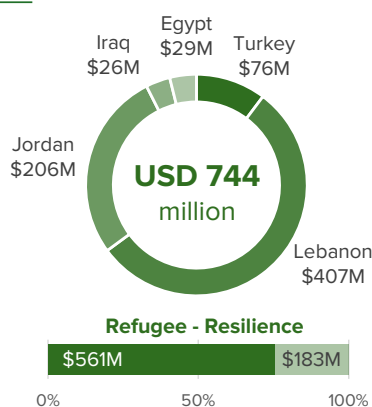 Egypt
$29M
Iraq
$26M
Turkey
$76M
Jordan
$206M
USD 744
million
Lebanon
$407M
Refugee - Resilience
$561M
$183M
0%
50%
100%